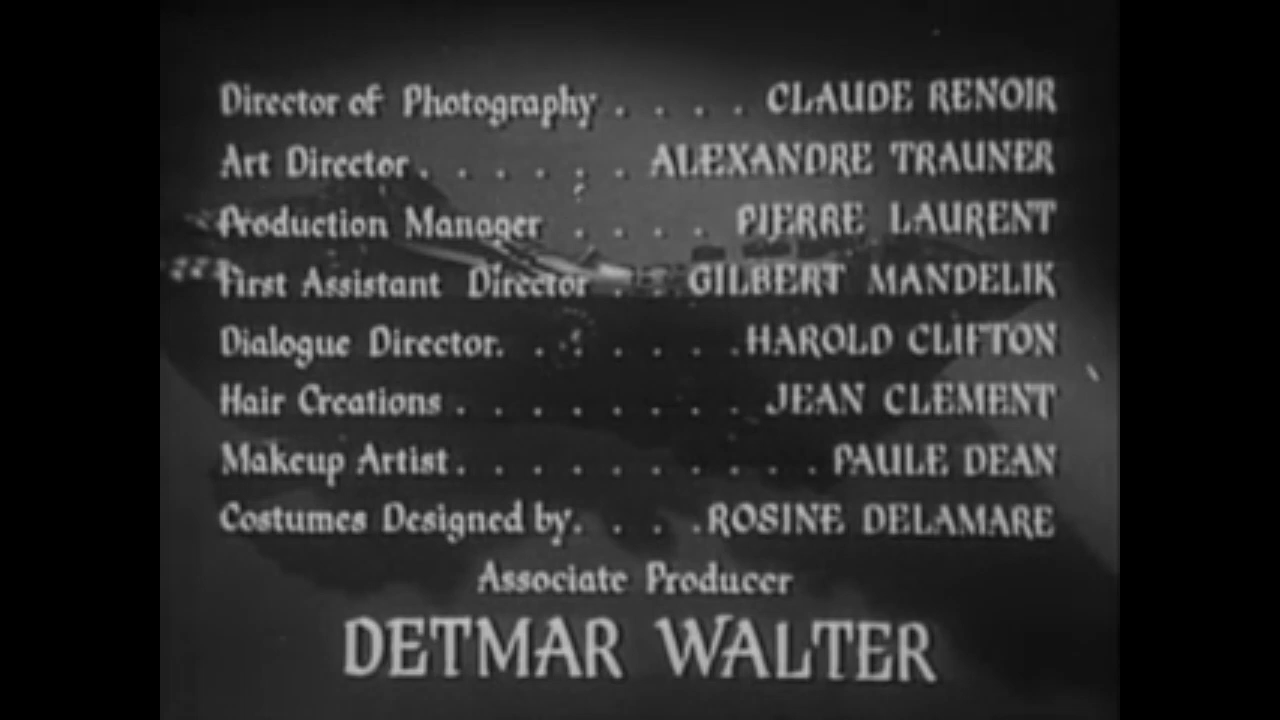 Director of Photography . . . . CLAUDE RENOIR
Art Director . . . . . . ALEXANDRE TRAUNER
Production Manager . . . . PIERRE LAURENT
First Assistant Director . . GILBERT MANDELIK
Dialogue Director. . . . . . .HAROLD CLIFTON
Hair Creations . . . . . . . . JEAN CLEMENT
Makeup Artist . . . . . . . . . . PAULE DEAN
Costumes Designed by. . . .ROSINE DELAMARE
Associate Producer
DETMAR WALTER